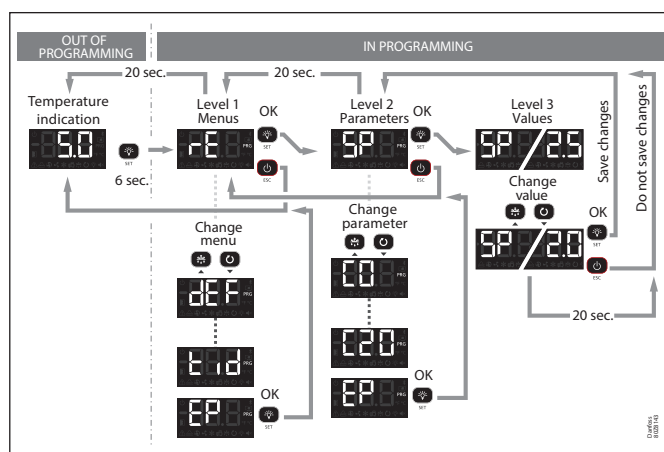 OUT OF
PROGRAMMING
IN PROGRAMMING
20 sec.
20 sec.
Temperature
indication
Level 1
Menus
OK
Level 2
Parameters
OK
Level 3
Values
5.0
SET
rE
PRG
SET
ESC
SP
PRG
SET
ESC
SP
2.6
6 sec.
Change
menu
Change
parameter
Change
value
Save changes
Do not save changes
SP
2.0
OK
SET
ESC
dEF
PRG
C0
PRG
20 sec.
tid
PRG
C20
PRG
EP
PRG
OK
SET
EP
PRG
OK
SET
Danfoss